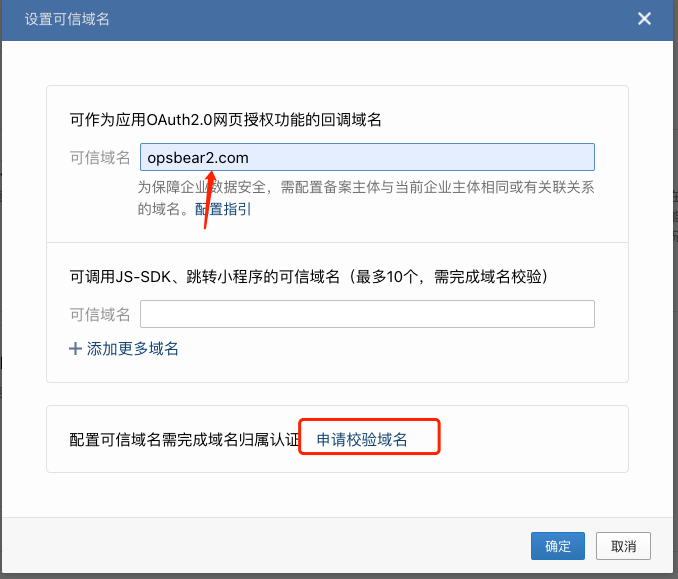 设置可信域名
可作为应用OAuth2.0网页授权功能的回调域名
可信域名 opsbear2.com
为保障企业数据安全，需配置备案主体与当前企业主体相同或有关联关系
的域名。配置指引
可调用JS-SDK、跳转小程序的可信域名（最多10个，需完成域名校验）
可信域名
添加更多域名
配置可信域名需完成域名归属认证 申请校验域名
确定 取消